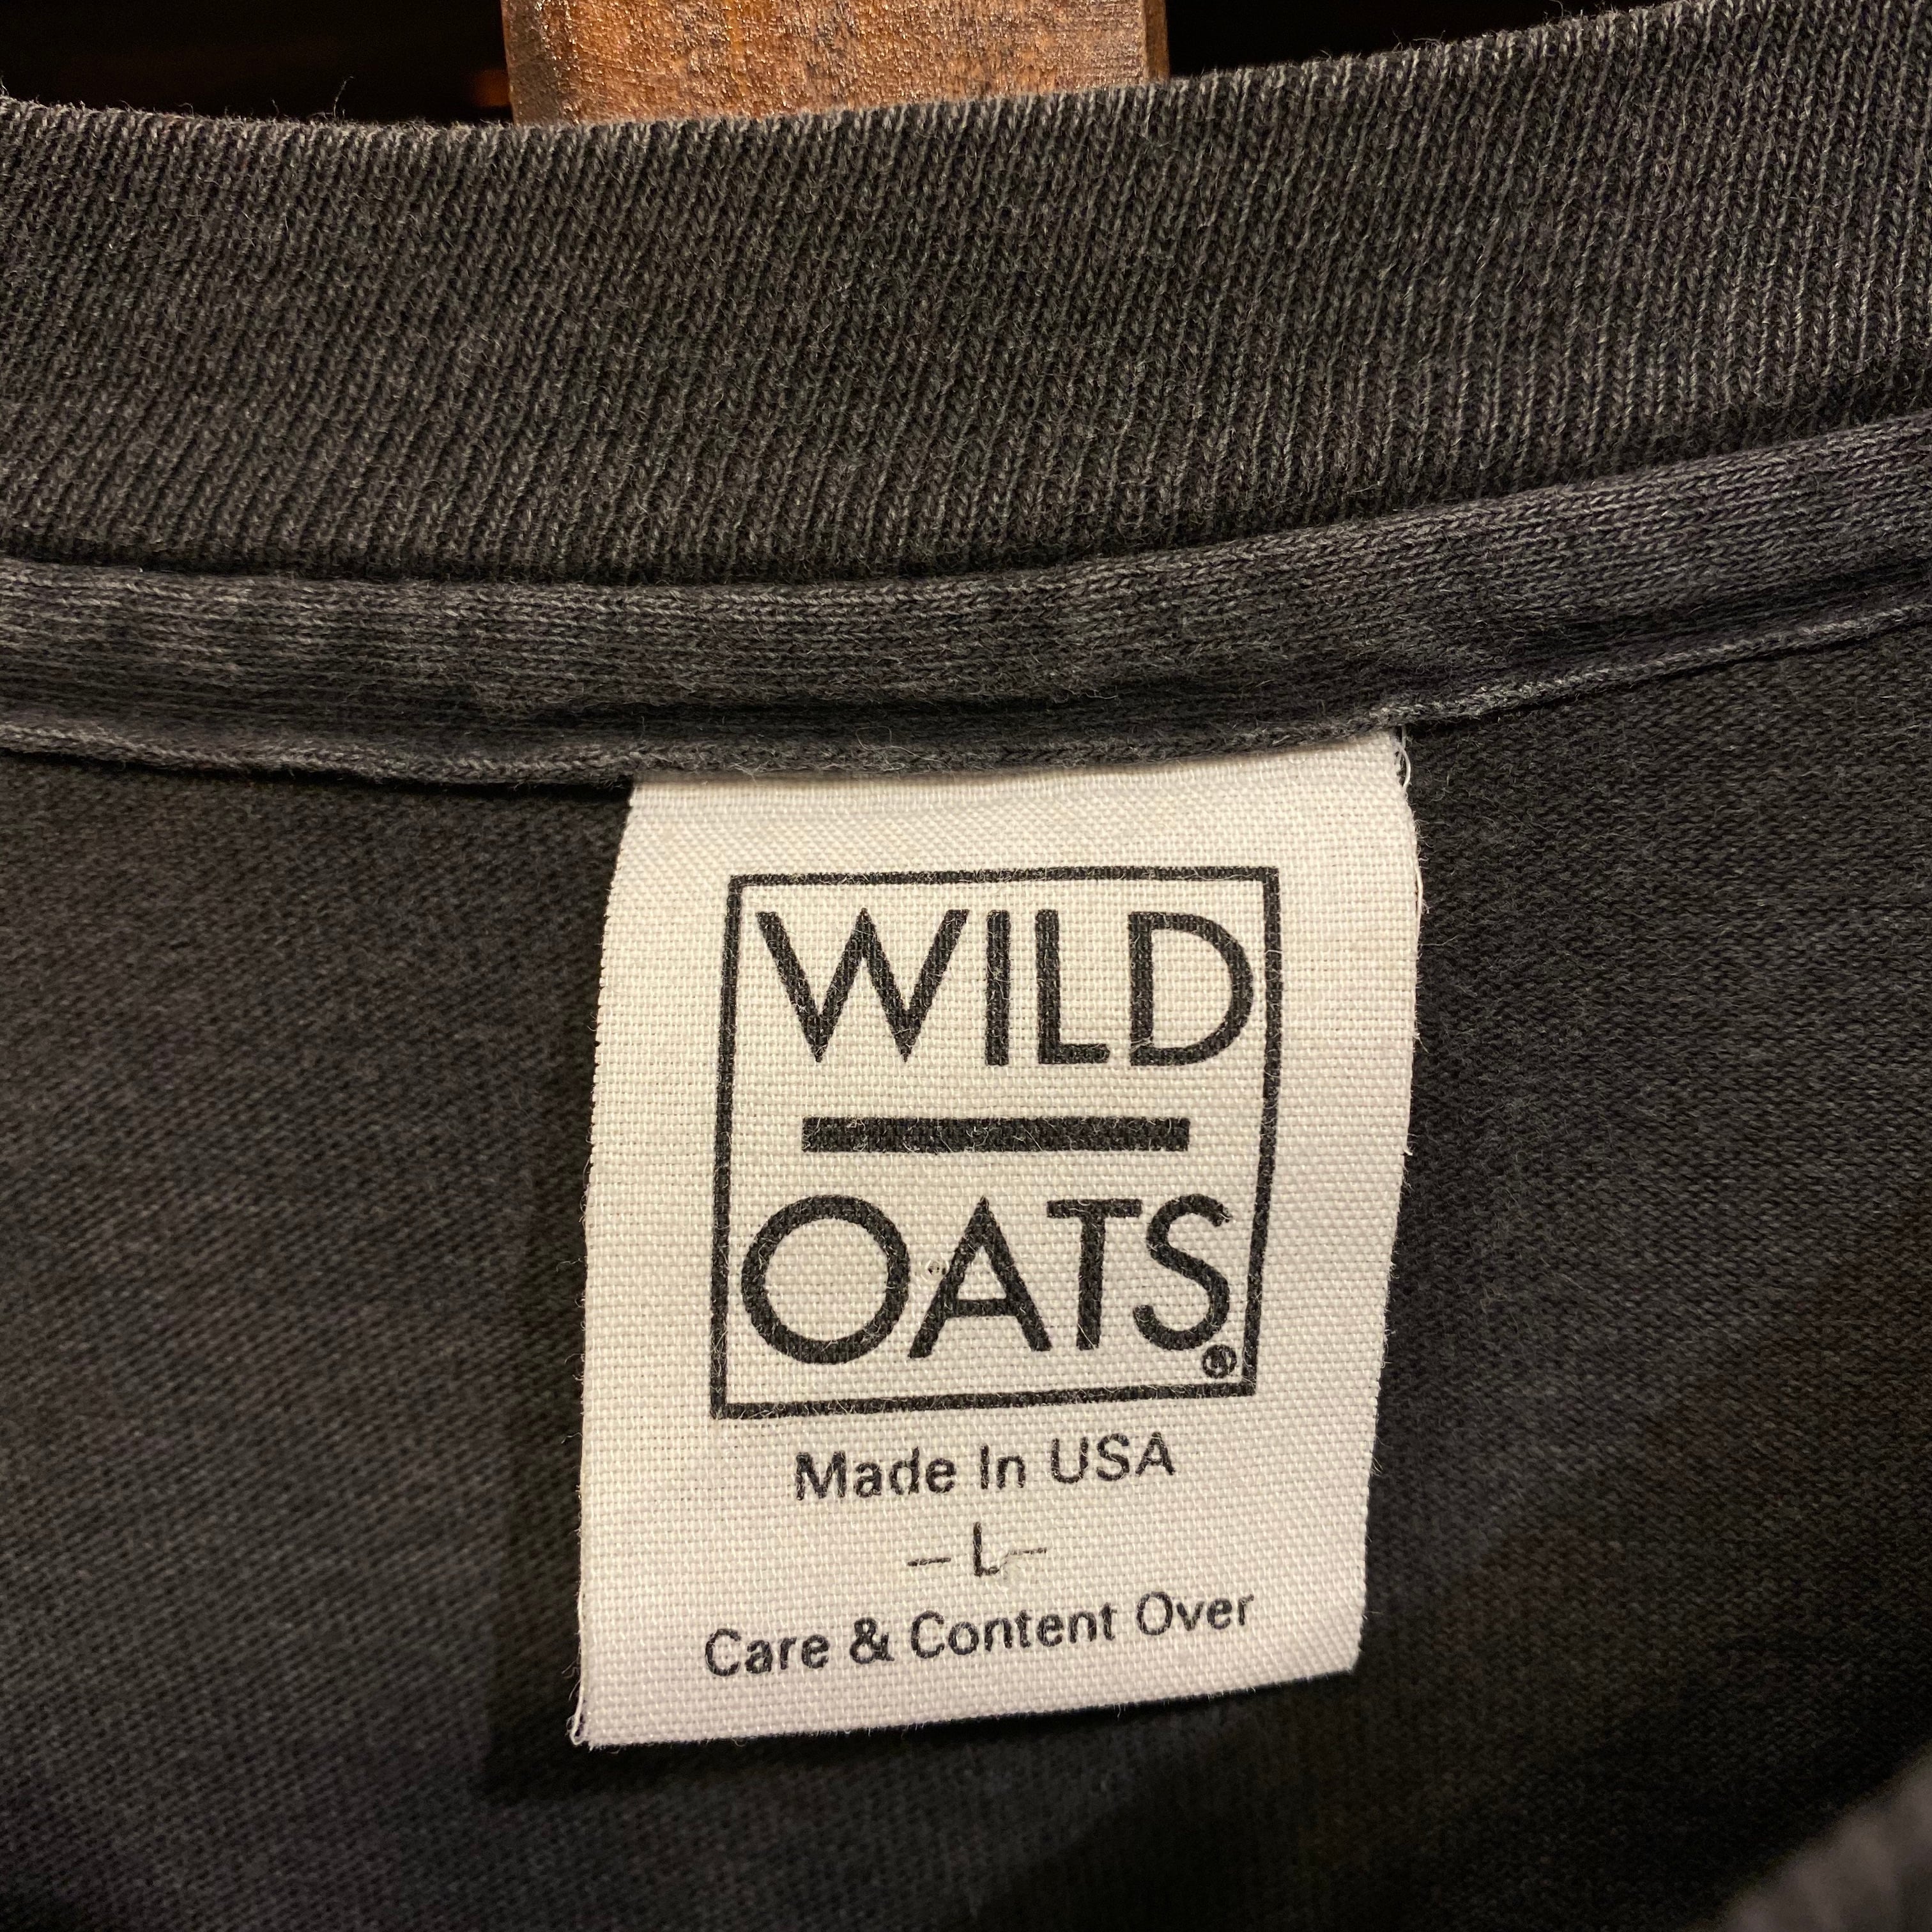 WILD
OATS®
Made In USA
– L –
Care & Content Over